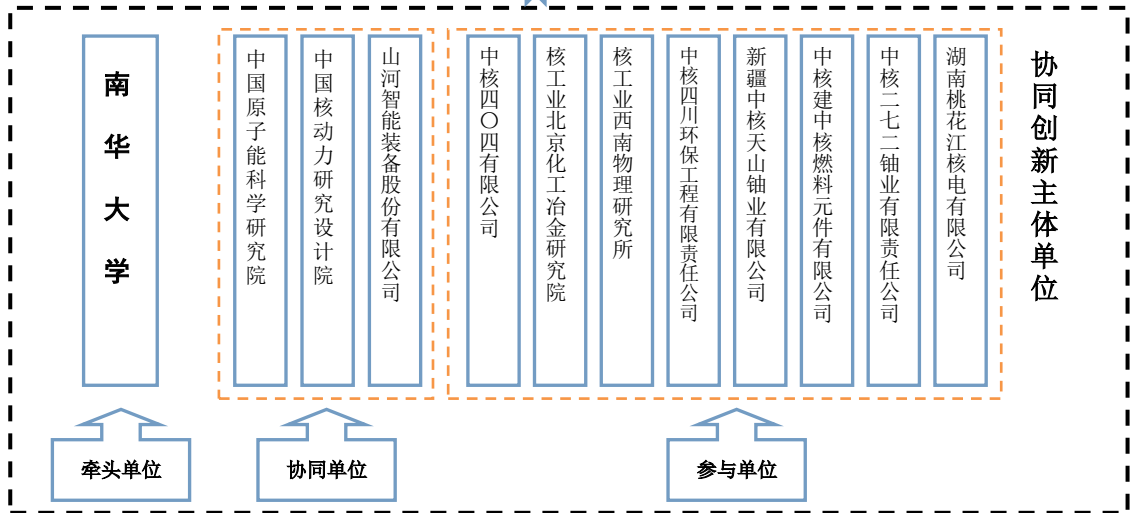 南华大学
中国原子能科学研究院
中国核动力研究设计院
山河智能装备股份有限公司
中核四〇四有限公司
核工业北京化工冶金研究院
核工业西南物理研究所
中核四川环保工程有限责任公司
新疆中核天山铀业有限公司
中核建中核燃料元件有限公司
中核二七二铀业有限责任公司
湖南桃花江核电有限公司
协同创新主体单位
牵头单位
协同单位
参与单位